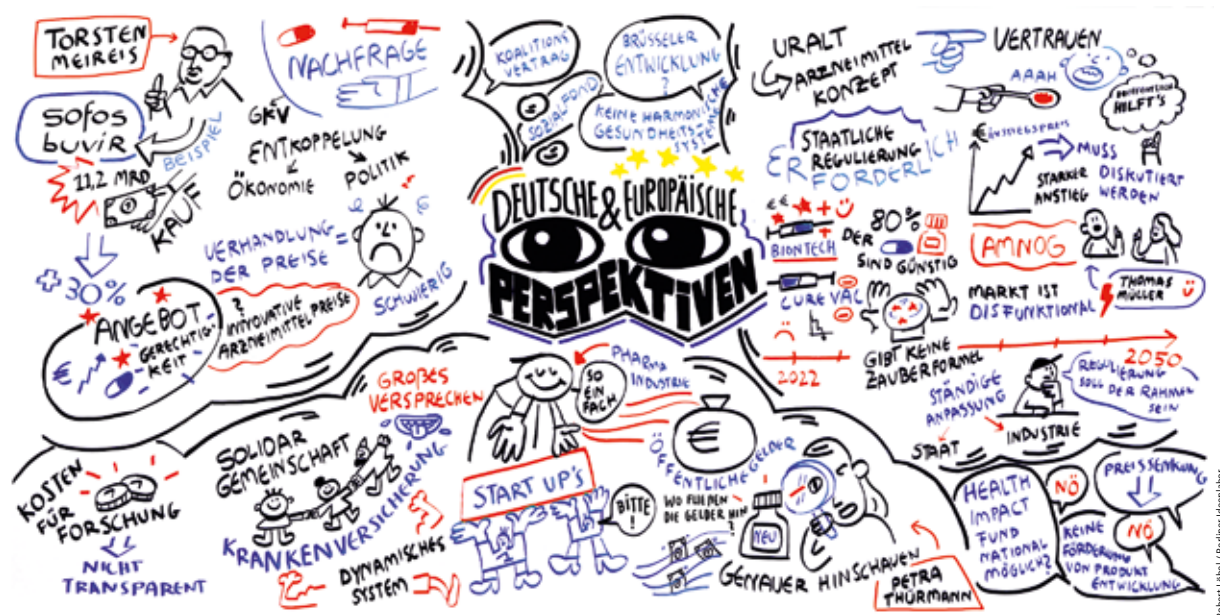 TORSTEN
MEIREIS
SOFOS
BUVIR
BEISPIEL
11,2 MRD
KAUF
+30%
ANGEBOT
GERECHTIG-
KEIT
€
NACHFRAGE
GKV
ENTKOPPELUNG
ÖKONOMIE
POLITIK
VERHANDLUNG
DER PREISE
=
SCHWIERIG
?
INNOVATIVE
ARZNEIMITTELPREISE
KOALITIONS
VERTRAG
SOZIALFOND
BRÜSSELER
ENTWICKLUNG
?
KEINE HARMONISCHE
GESUNDHEITS
SYSTEME
DEUTSCHE & EUROPÄISCHE
PERSPEKTIVEN
URALT
ARZNEIMITTEL
KONZEPT
VERTRAUEN
AAAH
HILFT'S
STAATLICHE
REGULIERUNG
ERFORDERLICH
STARKER
ANSTIEG
MUSS
DISKUTIERT
WERDEN
€€
BIONTECH
CUREVAC
80%
DER
SIND GÜNSTIG
AMNOG
THOMAS
MÜLLER
MARKT IST
DISFUNKTIONAL
GIBT KEINE
ZAUBERFORMEL
2022
2050
STÄNDIGE
ANPASSUNG
STAAT
INDUSTRIE
REGULIERUNG
SOLL DER RAHMEN
SEIN
KOSTEN
FÜR
FORSCHUNG
NICHT
TRANSPARENT
SOLIDAR
GEMEINSCHAFT
KRANKENVERSICHERUNG
GROßES
VERSPRECHEN
DYNAMISCHES
SYSTEM
SO
EIN
FACH
PHARMA
INDUSTRIE
START UP'S
BITTE
!
€
ÖFFENTLICHE GELDER
WO FLIEßEN
DIE GELDER HIN
?
NEU
GENAUER HINSCHAUEN
PETRA
THÜRMANN
HEALTH
IMPACT
FUND
NATIONAL
MÖGLICH?
NÖ
PREISSENKUNG
NÖ
KEINE
FÖRDERUNG
VON PRODUKT
ENTWICKLUNG